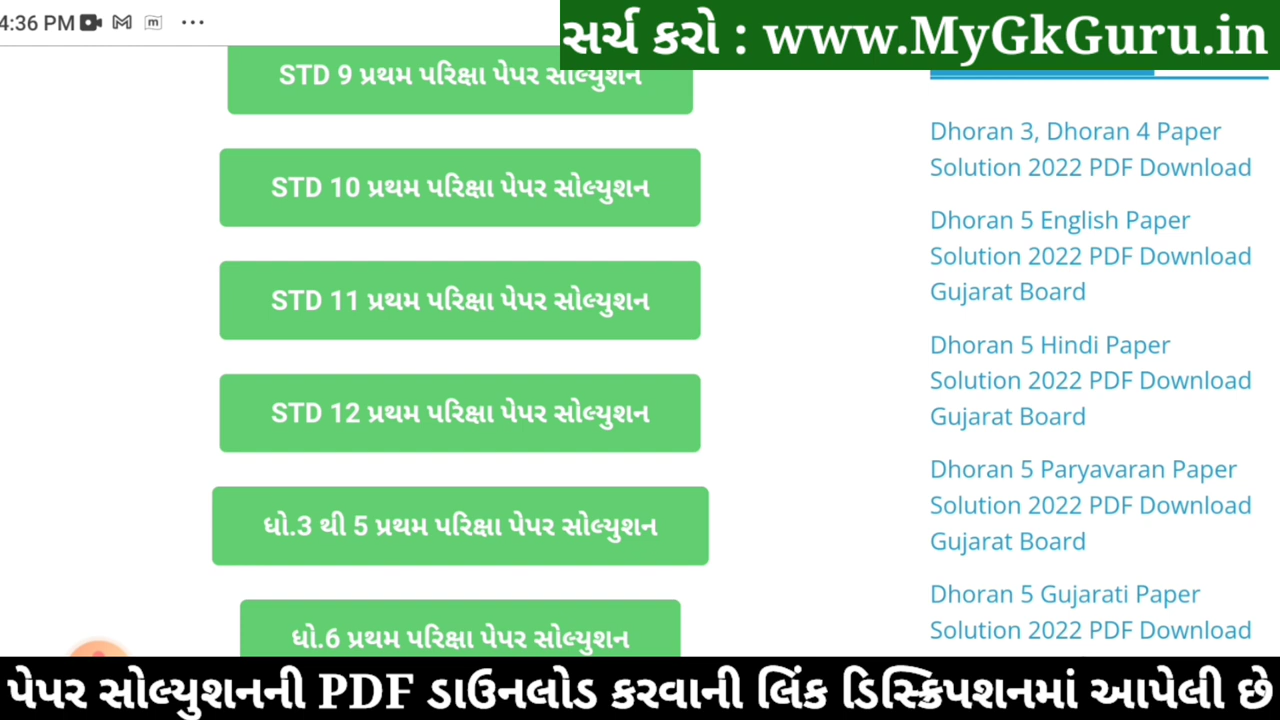 4:36 PM
સર્ચ કરો : www.MyGkGuru.in
STD 9 પ્રથમ પરિક્ષા પેપર સોલ્યુશન
STD 10 પ્રથમ પરિક્ષા પેપર સોલ્યુશન
STD 11 પ્રથમ પરિક્ષા પેપર સોલ્યુશન
STD 12 પ્રથમ પરિક્ષા પેપર સોલ્યુશન
ધો.3 થી 5 પ્રથમ પરિક્ષા પેપર સોલ્યુશન
ધો.6 પ્રથમ પરિક્ષા પેપર સોલ્યુશન
Dhoran 3, Dhoran 4 Paper
Solution 2022 PDF Download
Dhoran 5 English Paper
Solution 2022 PDF Download
Gujarat Board
Dhoran 5 Hindi Paper
Solution 2022 PDF Download
Gujarat Board
Dhoran 5 Paryavaran Paper
Solution 2022 PDF Download
Gujarat Board
Dhoran 5 Gujarati Paper
Solution 2022 PDF Download
પેપર સોલ્યુશનની PDF ડાઉનલોડ કરવાની લિંક ડિસ્ક્રિપશનમાં આપેલી છે